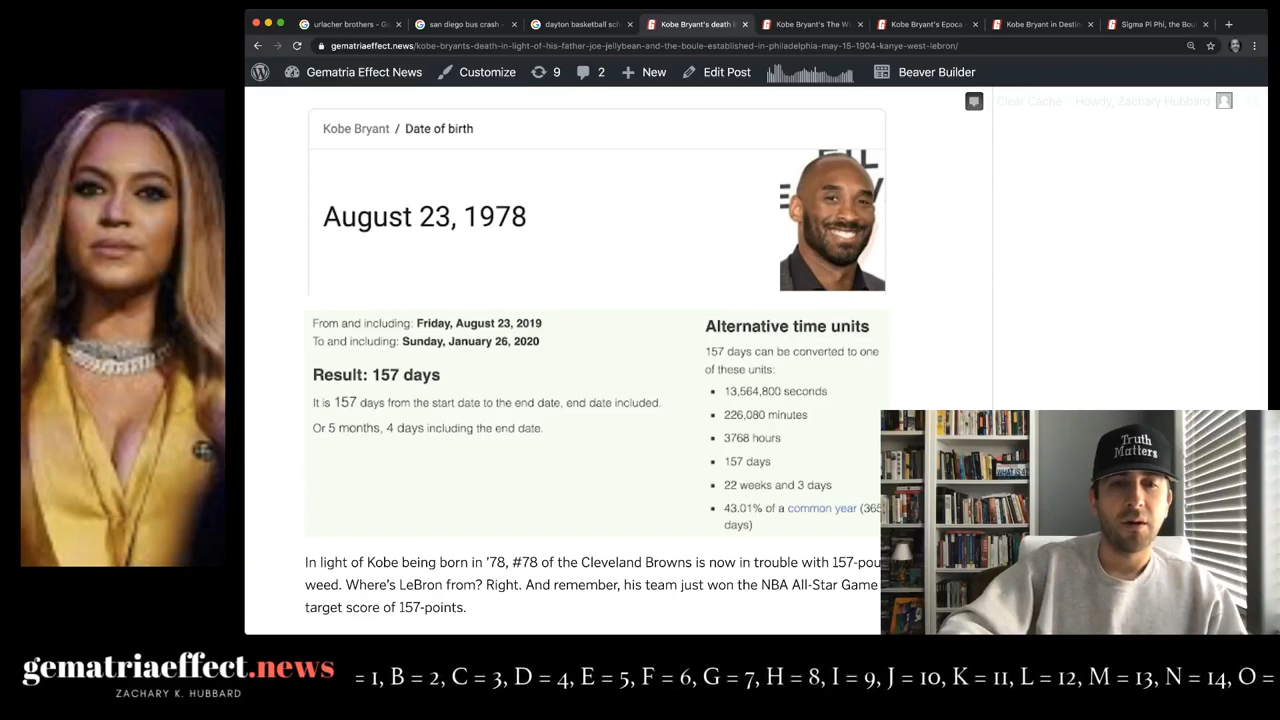 urlacher brothers - Go
san diego bus crash -
dayton basketball sch
Kobe Bryant's death i
Kobe Bryant's The Wi
Kobe Bryant's Epoca
Kobe Bryant in Destin
Sigma Pi Phi, the Bou
gematriaeffect.news/kobe-bryants-death-in-light-of-his-father-joe-jellybean-and-the-boule-established-in-philadelphia-may-15-1904-kanye-west-lebron/
Gematria Effect News
Customize
9
2
New
Edit Post
Beaver Builder
Clear Cache
Howdy, Zachary Hubbard
Kobe Bryant / Date of birth
August 23, 1978
From and including: Friday, August 23, 2019
To and including: Sunday, January 26, 2020
Result: 157 days
It is 157 days from the start date to the end date, end date included.
Or 5 months, 4 days including the end date.
Alternative time units
157 days can be converted to one
of these units:
13,564,800 seconds
226,080 minutes
3768 hours
157 days
22 weeks and 3 days
43.01% of a common year (365
days)
In light of Kobe being born in '78, #78 of the Cleveland Browns is now in trouble with 157-pou
weed. Where's LeBron from? Right. And remember, his team just won the NBA All-Star Game
target score of 157-points.
Truth
Matters
gematriaeffect.news
ZACHARY K. HUBBARD
= 1, B = 2, C = 3, D = 4, E = 5, F = 6, G = 7, H = 8, I = 9, J = 10, K = 11, L = 12, M = 13, N = 14, O =